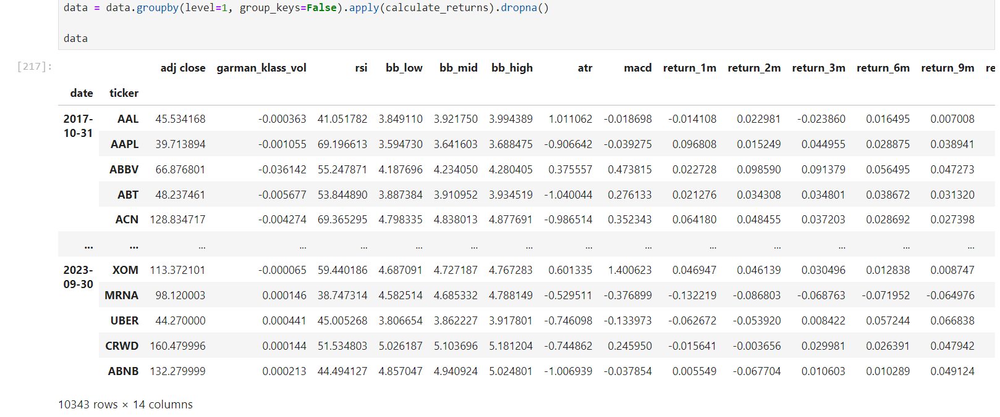 data = data.groupby(level=1, group_keys=False).apply(calculate_returns).dropna()
data
[217]:
adj close garman_klass_vol rsi bb_low bb_mid bb_high atr macd return_1m return_2m return_3m return_6m return_9m re
date ticker
2017-10-31 AAL 45.534168 -0.000363 41.051782 3.849110 3.921750 3.994389 1.011062 -0.018698 -0.014108 0.022981 -0.023860 0.016495 0.007008
AAPL 39.713894 -0.001055 69.196613 3.594730 3.641603 3.688475 -0.906642 -0.039275 0.096808 0.015249 0.044955 0.028875 0.038941
ABBV 66.876801 -0.036142 55.247871 4.187696 4.234050 4.280405 0.375557 0.473815 0.022728 0.098590 0.091379 0.056495 0.047273
ABT 48.237461 -0.005677 53.844890 3.887384 3.910952 3.934519 -1.040044 0.276133 0.021276 0.034308 0.034801 0.038672 0.031320
ACN 128.834717 -0.004274 69.365295 4.798335 4.838013 4.877691 -0.986514 0.352343 0.064180 0.048455 0.037203 0.028692 0.027398
... ... ... ... ... ... ... ... ... ... ... ... ... ... ...
2023-09-30 XOM 113.372101 -0.000065 59.440186 4.687091 4.727187 4.767283 0.601335 1.400623 0.046947 0.046139 0.030496 0.012838 0.008747
MRNA 98.120003 0.000146 38.747314 4.582514 4.685332 4.788149 -0.529511 -0.376899 -0.132219 -0.086803 -0.068763 -0.071952 -0.064976
UBER 44.270000 0.000441 45.005268 3.806654 3.862227 3.917801 -0.746098 -0.133973 -0.062672 -0.053920 0.008422 0.057244 0.066838
CRWD 160.479996 0.000144 51.534803 5.026187 5.103696 5.181204 -0.744862 0.245950 -0.015641 -0.003656 0.029981 0.026391 0.047942
ABNB 132.279999 0.000213 44.494127 4.857047 4.940924 5.024801 -1.006939 -0.037854 0.005549 -0.067704 0.010603 0.010289 0.049124
10343 rows × 14 columns